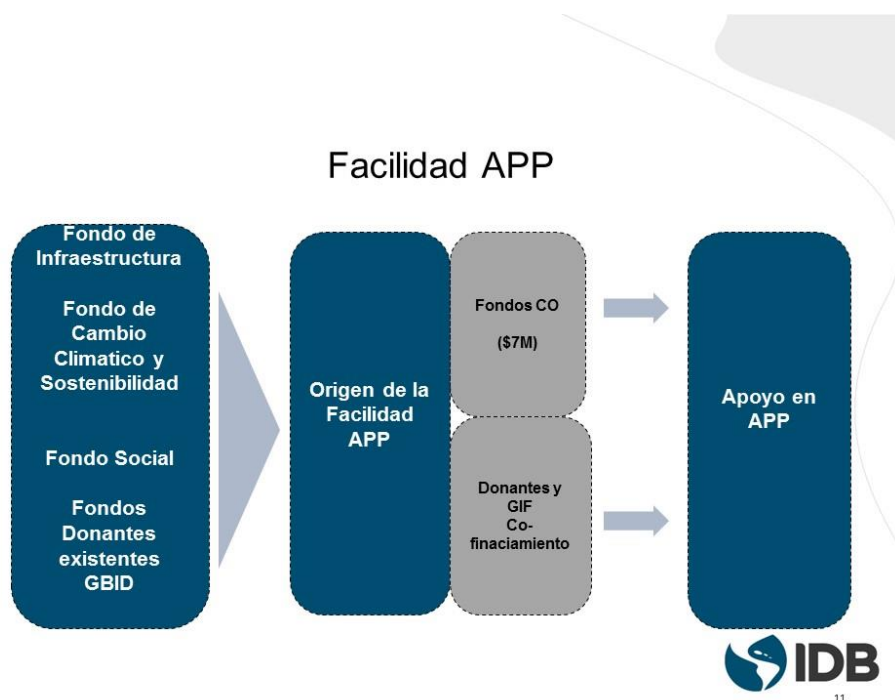 Facilidad APP
Fondo de
Infraestructura
Fondo de
Cambio
Climatico y
Sostenibilidad
Fondo Social
Fondos
Donantes
existentes
GBID
Origen de la
Facilidad
APP
Fondos CO
($7M)
Donantes y
GIF
Co-
finaciamiento
Apoyo en
APP
IDB
11